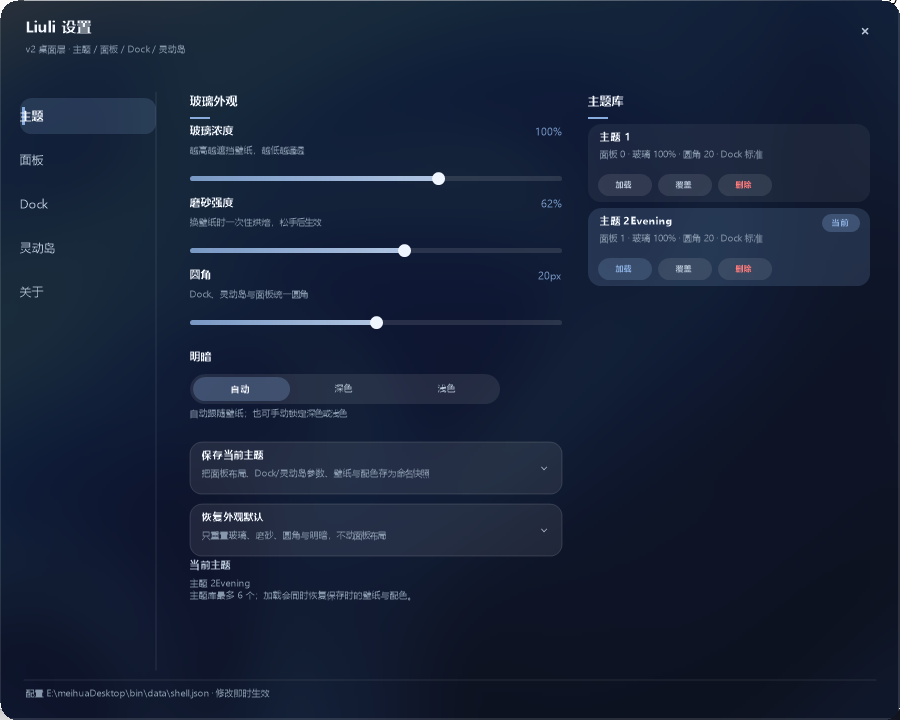 Liuli 设置
×
v2 桌面层 · 主题 / 面板 / Dock / 灵动岛
主题
面板
Dock
灵动岛
关于
玻璃外观
玻璃浓度
100%
越高越遮挡壁纸，越低越通透
磨砂强度
62%
换壁纸时一次性烘焙，松手后生效
圆角
20px
Dock、灵动岛与面板统一圆角
明暗
自动
深色
浅色
自动跟随壁纸；也可手动锁定深色或浅色
保存当前主题
把面板布局、Dock/灵动岛参数、壁纸与配色存为命名快照
恢复外观默认
只重置玻璃、磨砂、圆角与明暗，不动面板布局
当前主题
主题 2Evening
主题库最多 6 个；加载会同时恢复保存时的壁纸与配色。
主题库
主题 1
面板 0 · 玻璃 100% · 圆角 20 · Dock 标准
加载
覆盖
删除
主题 2Evening
当前
面板 1 · 玻璃 100% · 圆角 20 · Dock 标准
加载
覆盖
删除
配置 E:\meihuaDesktop\bin\data\shell.json · 修改即时生效